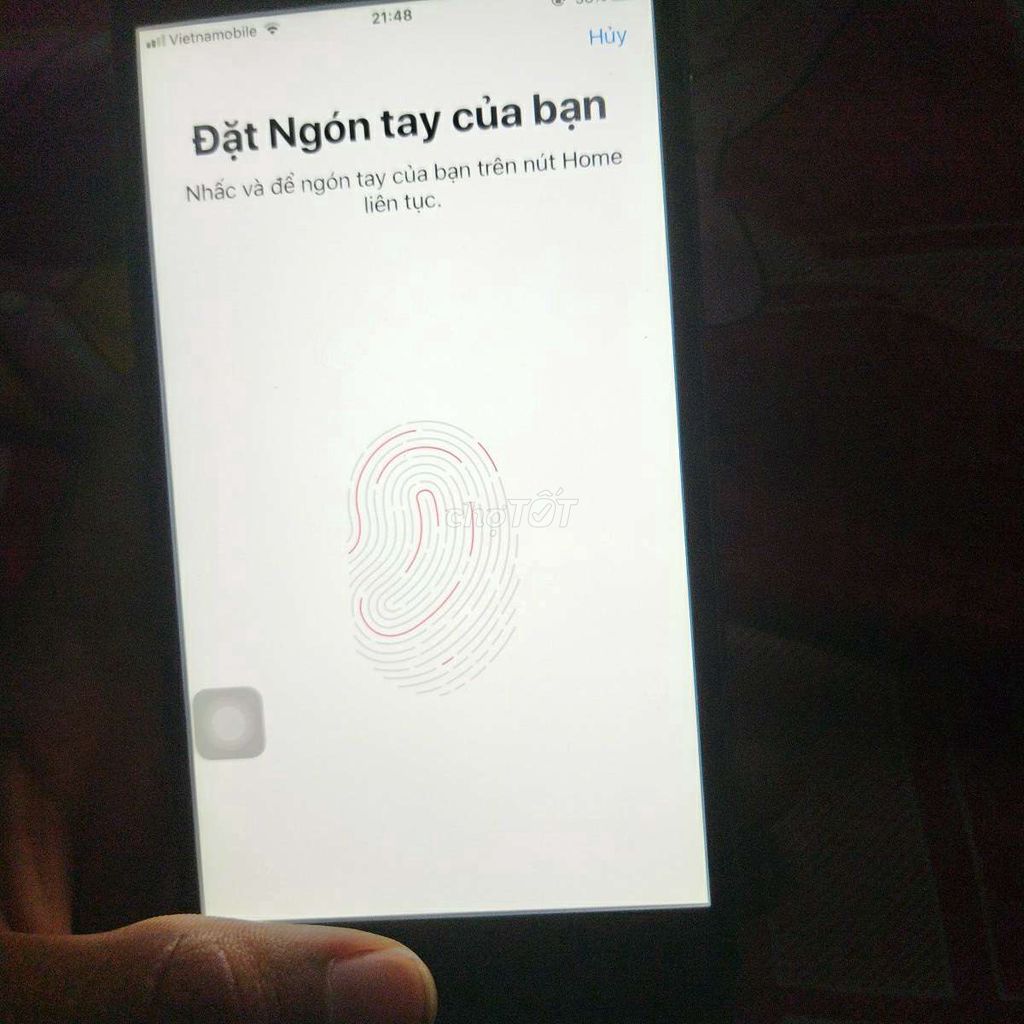 Vietnamobile 21:48
Hủy
Đặt Ngón tay của bạn
Nhấc và để ngón tay của bạn trên nút Home
liên tục.
chợTỐT